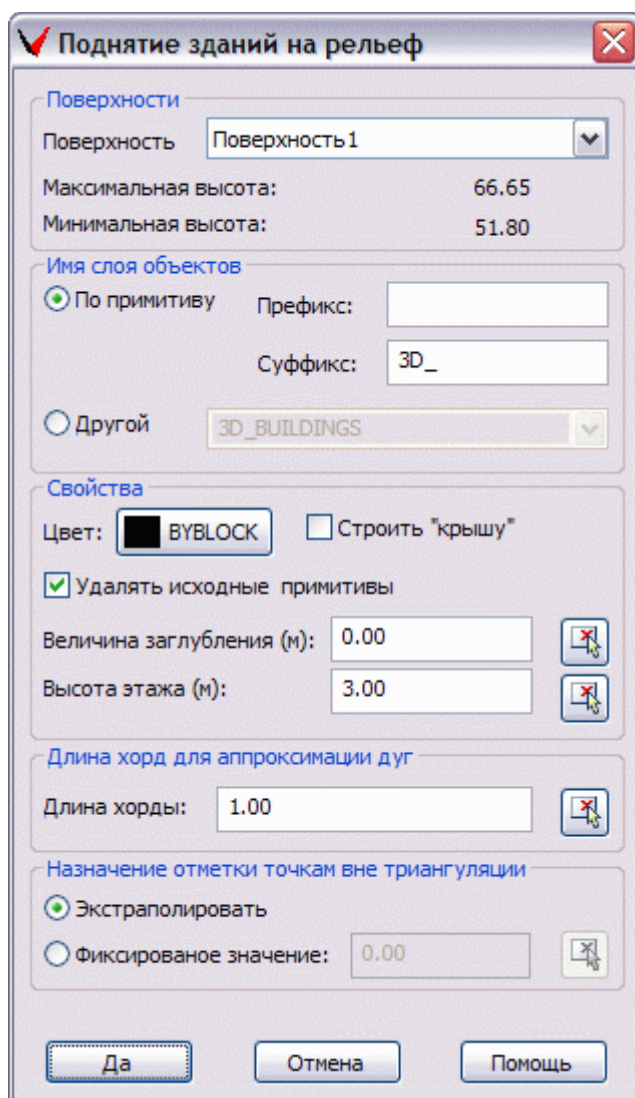 Поднятие зданий на рельеф
Поверхности
Поверхность Поверхность1
Максимальная высота: 66.65
Минимальная высота: 51.80
Имя слоя объектов
По примитиву Префикс:
Суффикс: 3D_
Другой 3D_BUILDINGS
Свойства
Цвет: BYBLOCK Строить "крышу"
Удалять исходные примитивы
Величина заглубления (м): 0.00
Высота этажа (м): 3.00
Длина хорд для аппроксимации дуг
Длина хорды: 1.00
Назначение отметки точкам вне триангуляции
Экстраполировать
Фиксированое значение: 0.00
Да Отмена Помощь